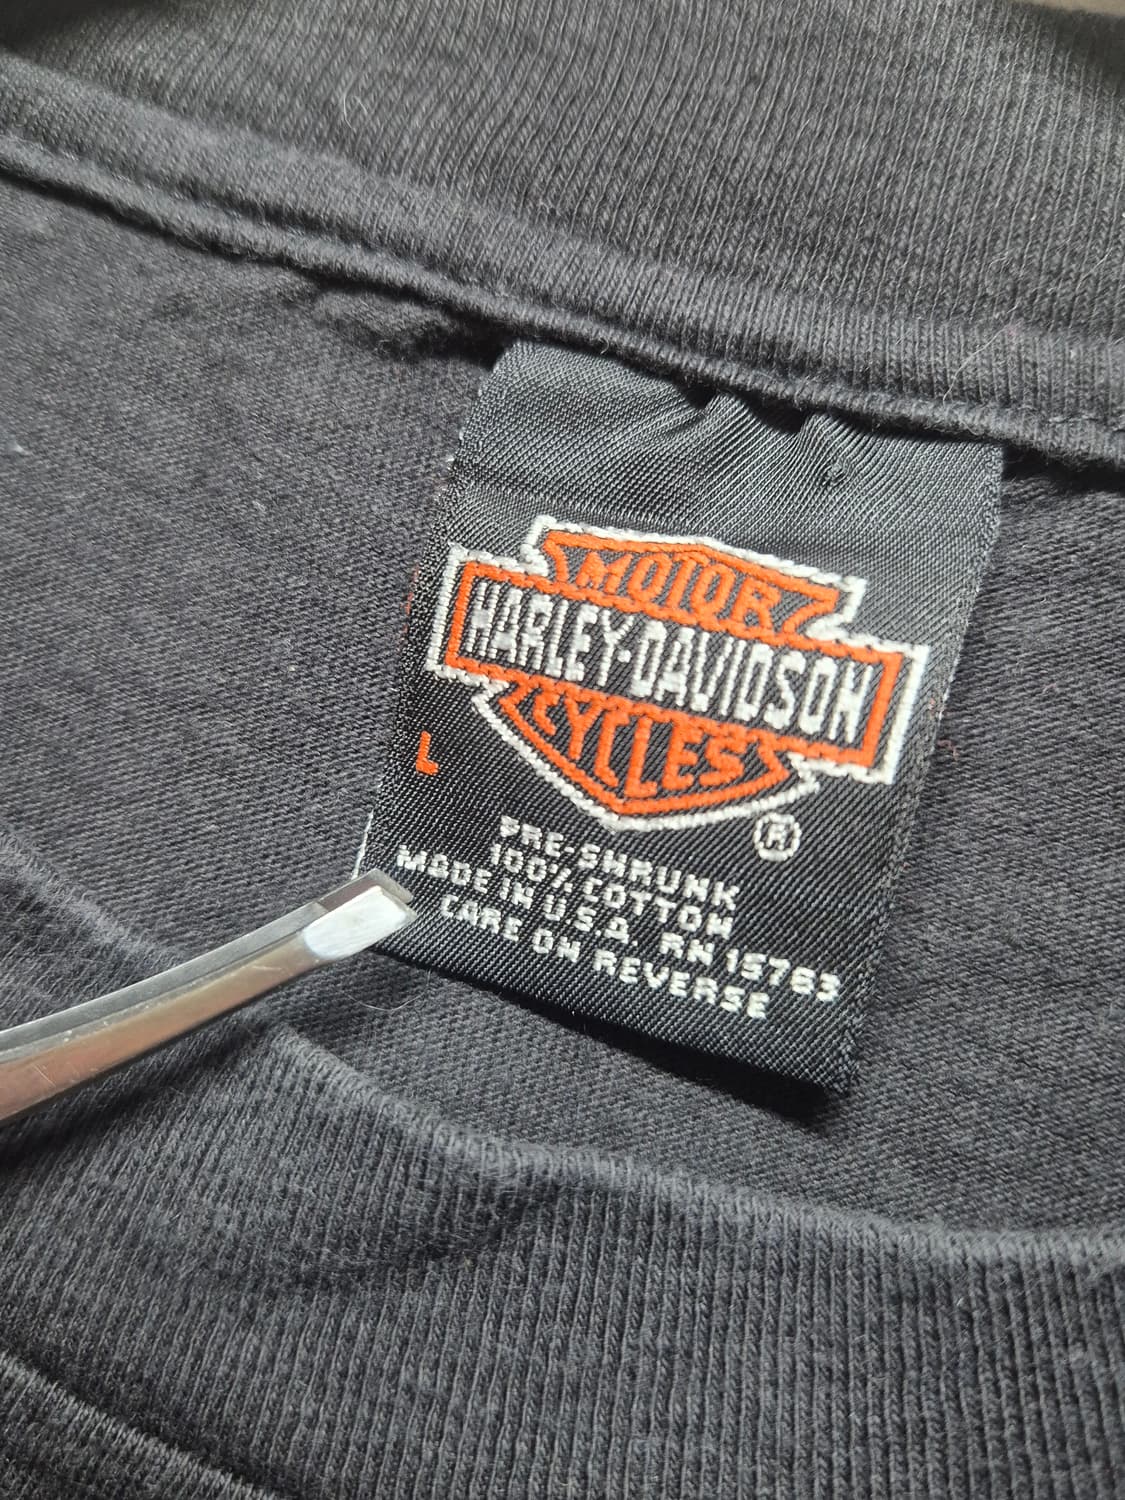 MOTOR
HARLEY-DAVIDSON
CYCLES
®
L
PRE-SHRUNK
100% COTTON
MADE IN U.S.A. RN 15763
CARE ON REVERSE